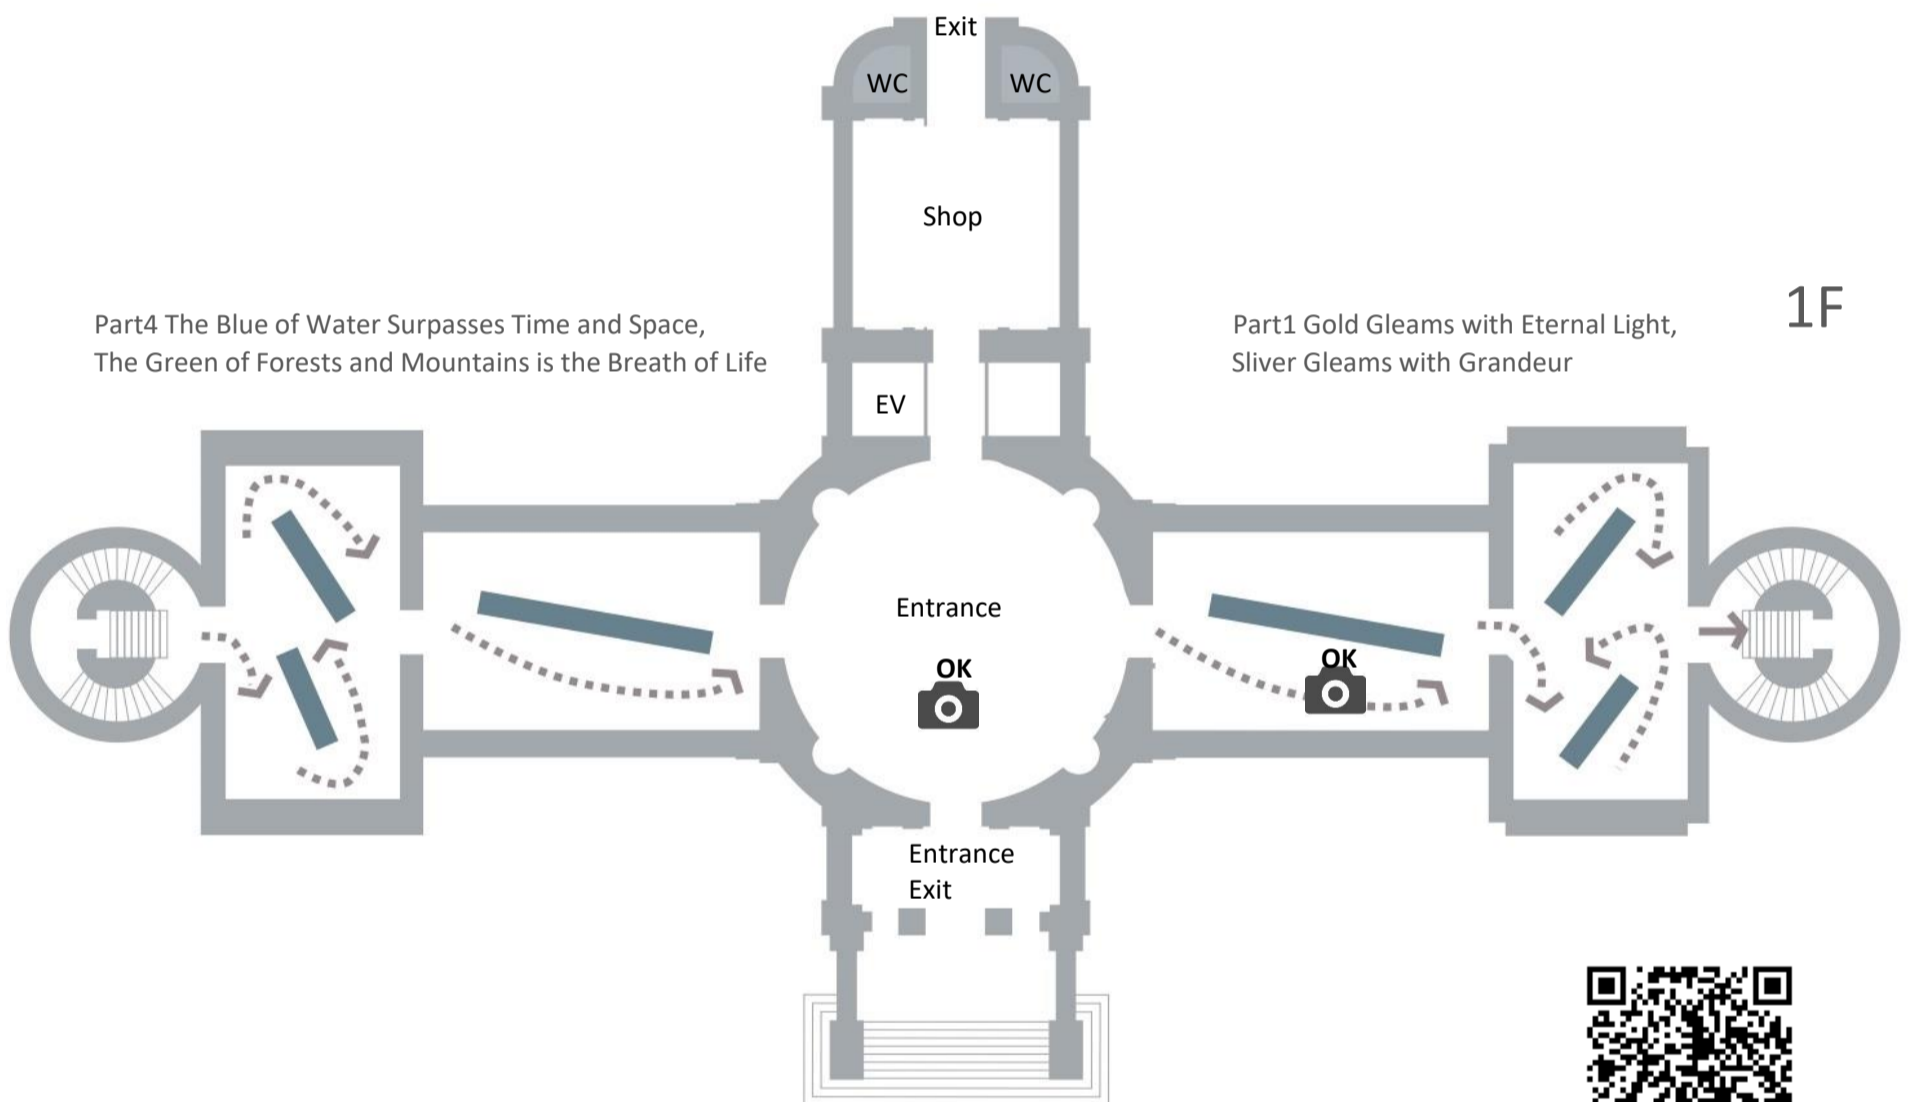 Exit
WC
WC
Shop
Part4 The Blue of Water Surpasses Time and Space,
The Green of Forests and Mountains is the Breath of Life
Part1 Gold Gleams with Eternal Light,
Sliver Gleams with Grandeur
1F
EV
Entrance
OK
OK
Entrance
Exit